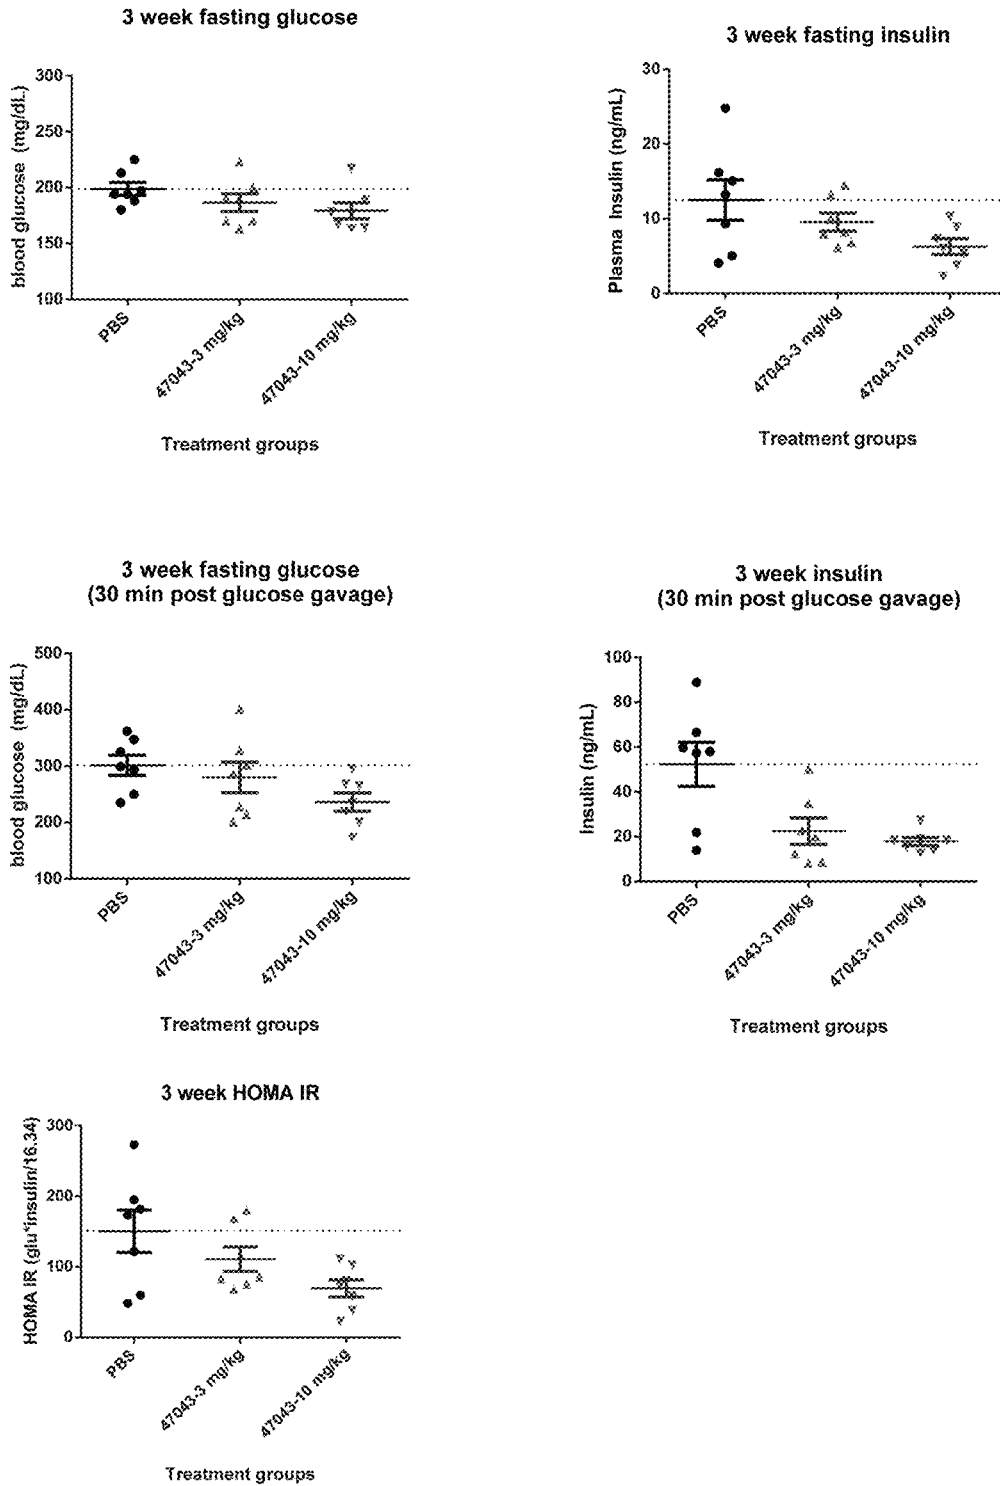 3 week fasting glucose
blood glucose (mg/dL)
300
250
200
150
100
PBS
47043-3 mg/kg
47043-10 mg/kg
Treatment groups
3 week fasting insulin
Plasma Insulin (ng/mL)
30
20
10
0
PBS
47043-3 mg/kg
47043-10 mg/kg
Treatment groups
3 week fasting glucose
(30 min post glucose gavage)
blood glucose (mg/dL)
500
400
300
200
100
PBS
47043-3 mg/kg
47043-10 mg/kg
Treatment groups
3 week insulin
(30 min post glucose gavage)
Insulin (ng/mL)
100
80
60
40
20
0
PBS
47043-3 mg/kg
47043-10 mg/kg
Treatment groups
3 week HOMA IR
HOMA IR (glu*insulin/16.34)
300
200
100
0
PBS
47043-3 mg/kg
47043-10 mg/kg
Treatment groups